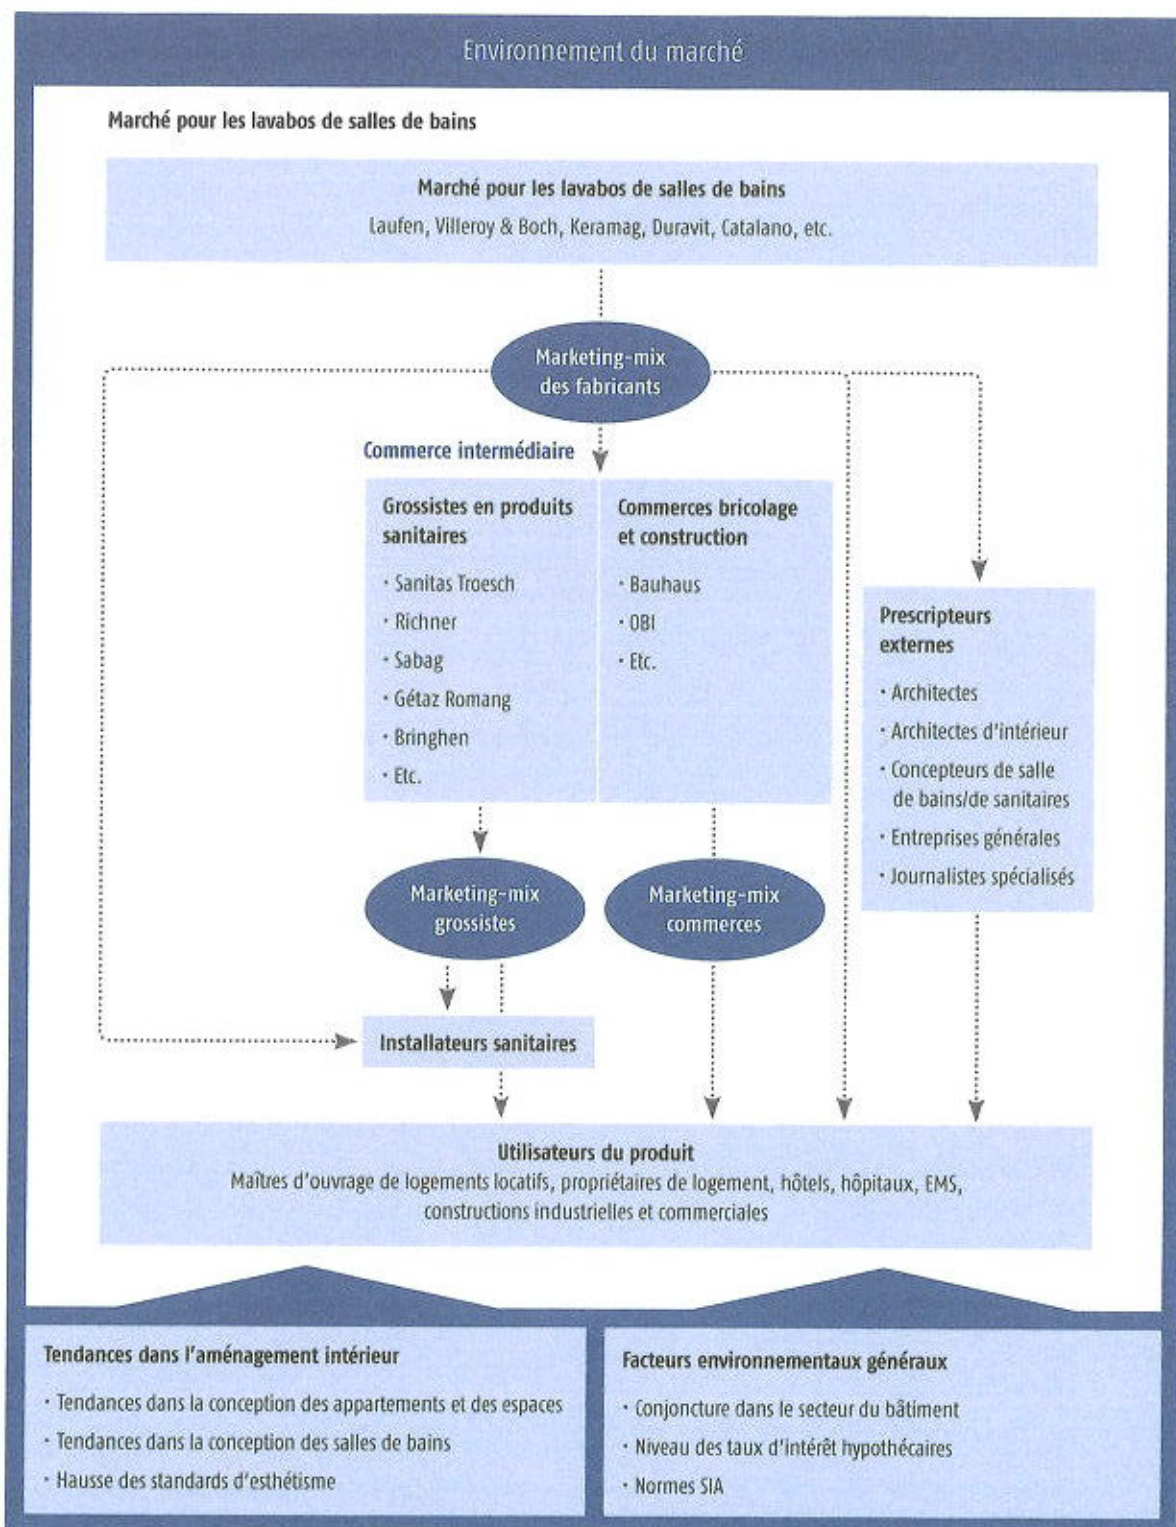 Environnement du marché
Marché pour les lavabos de salles de bains
Marché pour les lavabos de salles de bains
Laufen, Villeroy & Boch, Keramag, Duravit, Catalano, etc.
Marketing-mix
des fabricants
Commerce intermédiaire
Grossistes en produits
sanitaires
· Sanitas Troesch
· Richner
· Sabag
· Gétaz Romang
· Bringhen
· Etc.
Commerces bricolage
et construction
· Bauhaus
· OBI
· Etc.
Prescripteurs
externes
· Architectes
· Architectes d'intérieur
· Concepteurs de salle
de bains/de sanitaires
· Entreprises générales
· Journalistes spécialisés
Marketing-mix
grossistes
Marketing-mix
commerces
Installateurs sanitaires
Utilisateurs du produit
Maîtres d'ouvrage de logements locatifs, propriétaires de logement, hôtels, hôpitaux, EMS,
constructions industrielles et commerciales
Tendances dans l'aménagement intérieur
· Tendances dans la conception des appartements et des espaces
· Tendances dans la conception des salles de bains
· Hausse des standards d'esthétisme
Facteurs environnementaux généraux
· Conjoncture dans le secteur du bâtiment
· Niveau des taux d'intérêt hypothécaires
· Normes SIA